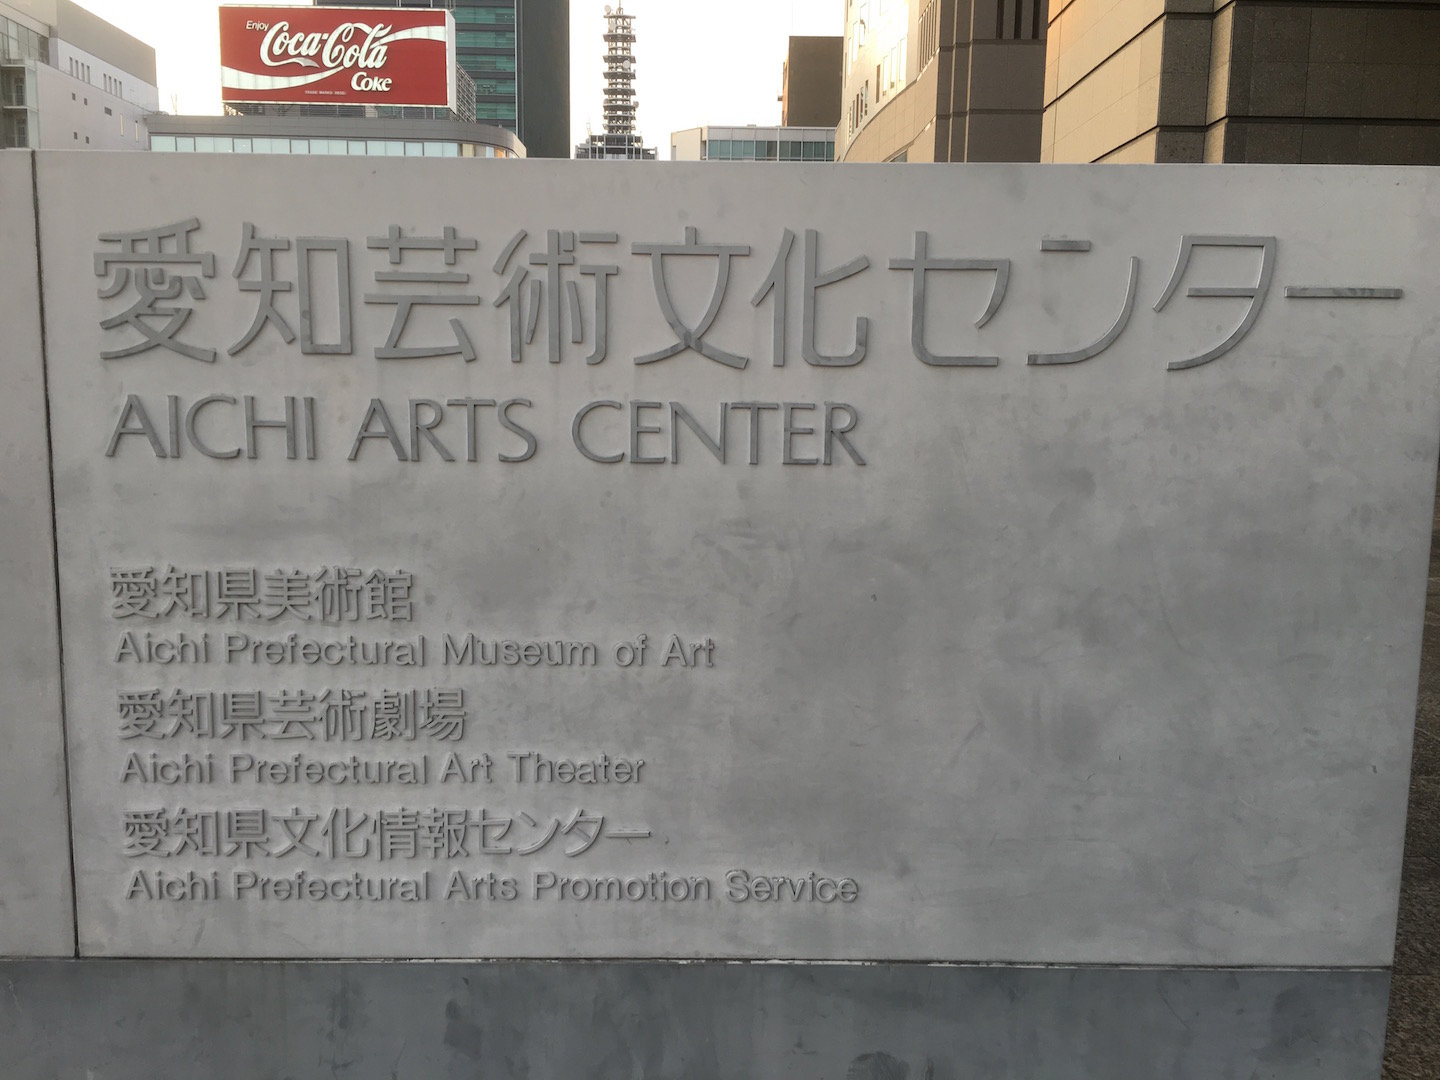 Enjoy
Coca-Cola
Coke
愛知芸術文化センター
AICHI ARTS CENTER
愛知県美術館
Aichi Prefectural Museum of Art
愛知県芸術劇場
Aichi Prefectural Art Theater
愛知県文化情報センター
Aichi Prefectural Arts Promotion Service